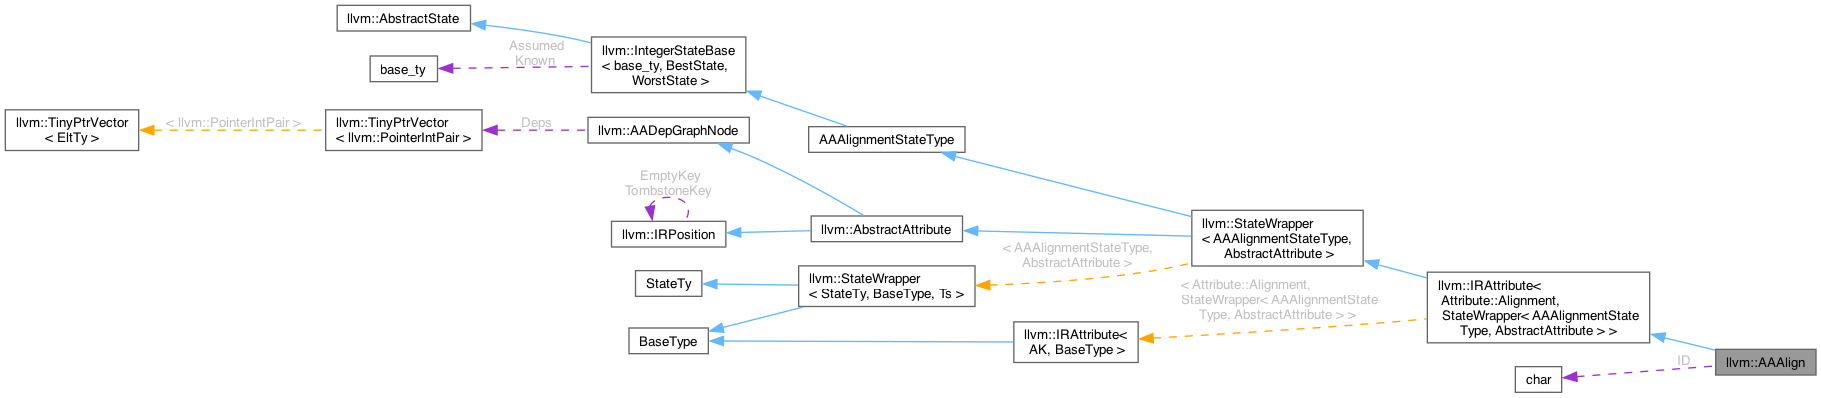 llvm::AbstractState
Assumed
Known
llvm::IntegerStateBase
< base_ty, BestState,
WorstState >
base_ty
llvm::TinyPtrVector
< EltTy >
< llvm::PointerIntPair >
llvm::TinyPtrVector
< llvm::PointerIntPair >
Deps
llvm::AADepGraphNode
AAAlignmentStateType
EmptyKey
TombstoneKey
llvm::IRPosition
llvm::AbstractAttribute
llvm::StateWrapper
< AAAlignmentStateType,
AbstractAttribute >
< AAAlignmentStateType,
AbstractAttribute >
StateTy
llvm::StateWrapper
< StateTy, BaseType, Ts >
< Attribute::Alignment,
StateWrapper< AAAlignmentState
Type, AbstractAttribute > >
llvm::IRAttribute<
Attribute::Alignment,
StateWrapper< AAAlignmentState
Type, AbstractAttribute > >
BaseType
llvm::IRAttribute<
AK, BaseType >
ID
llvm::AAAlign
char